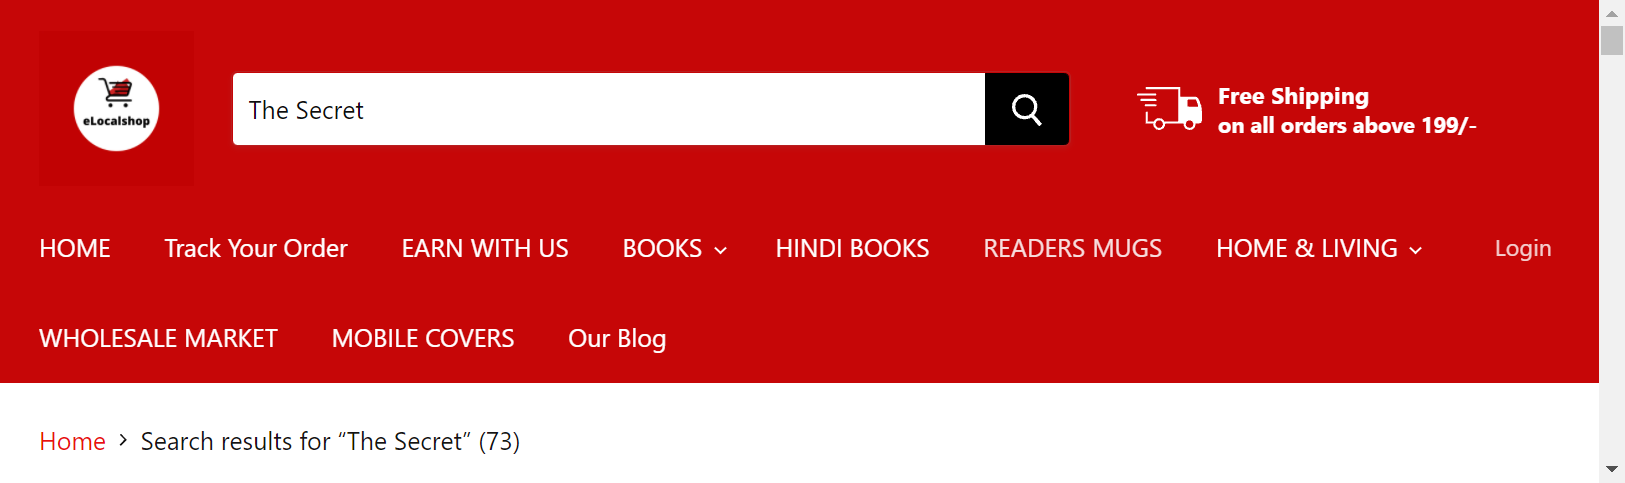 eLocalshop
The Secret
Free Shipping
on all orders above 199/-
HOME Track Your Order EARN WITH US BOOKS HINDI BOOKS READERS MUGS HOME & LIVING Login
WHOLESALE MARKET MOBILE COVERS Our Blog
Home > Search results for “The Secret” (73)